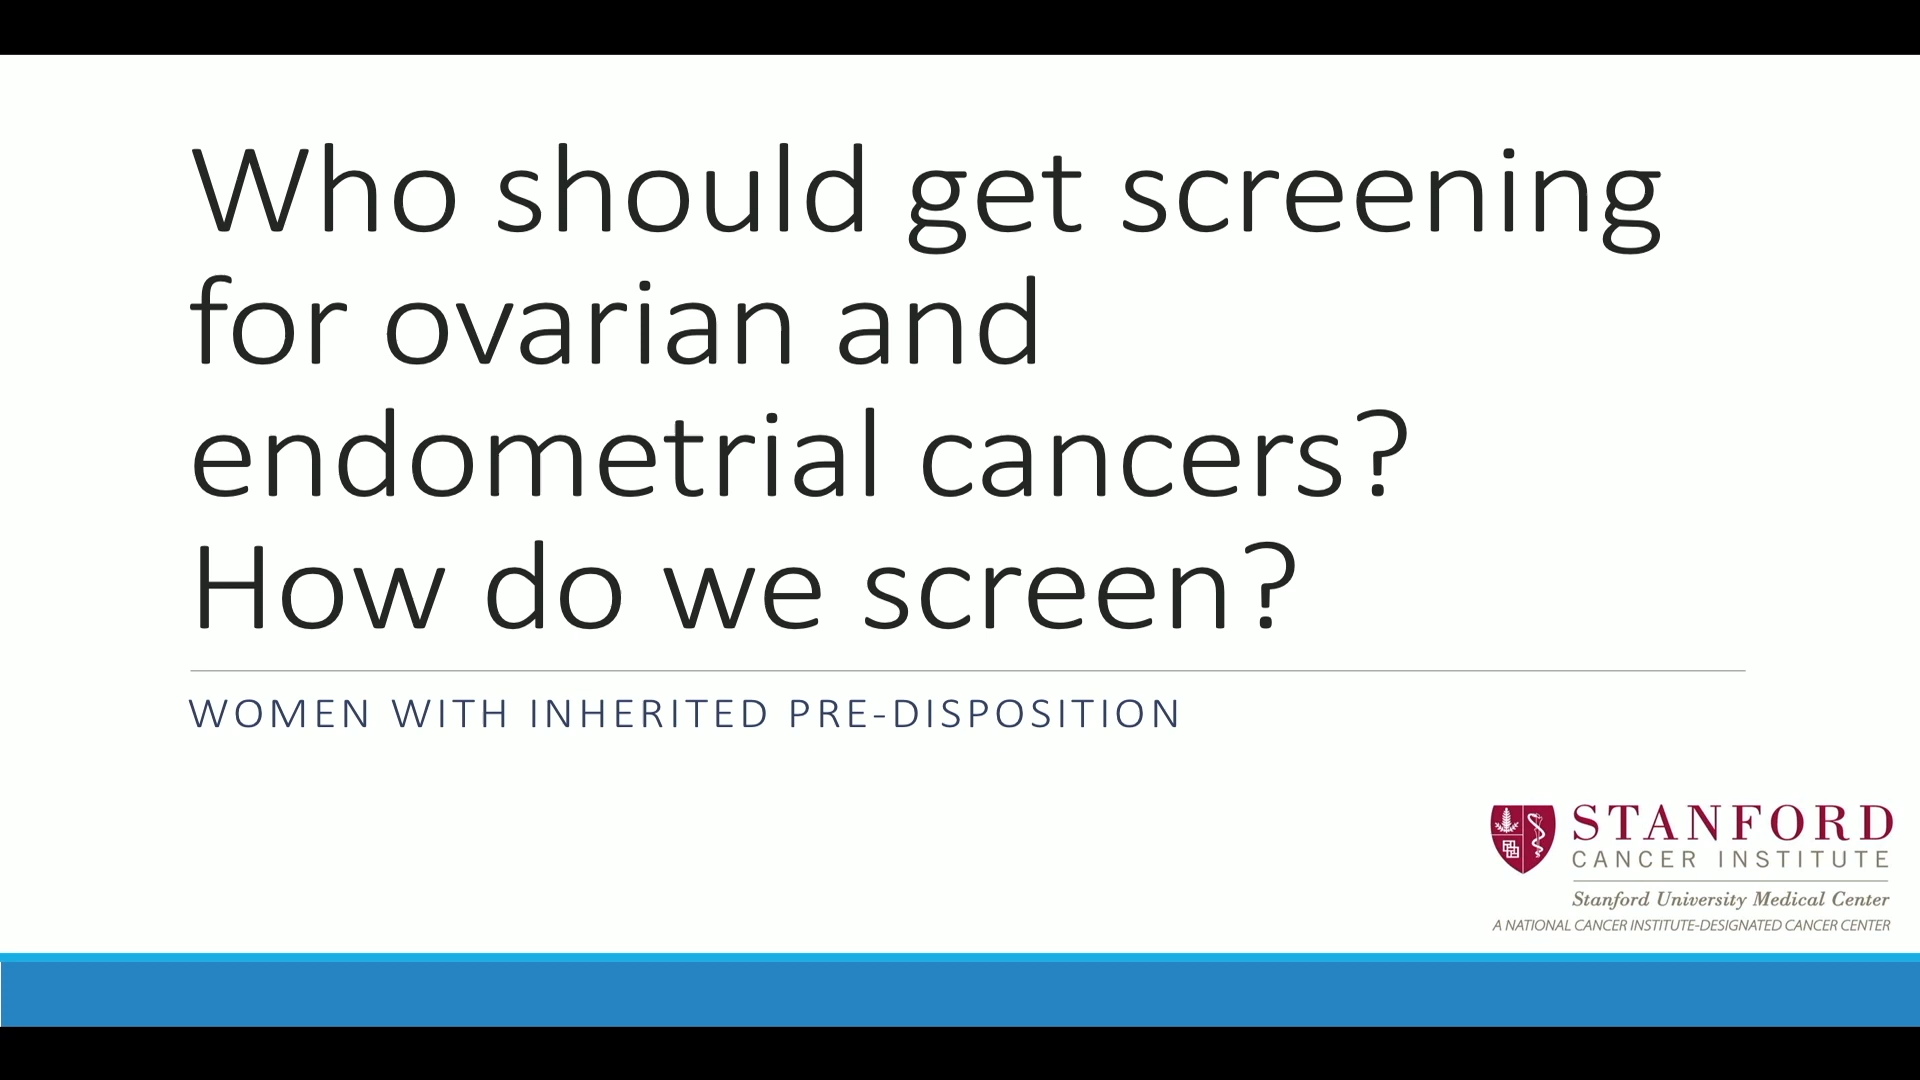 Who should get screening
for ovarian and
endometrial cancers?
How do we screen?
WOMEN WITH INHERITED PRE-DISPOSITION
STANFORD
CANCER INSTITUTE
Stanford University Medical Center
A NATIONAL CANCER INSTITUTE-DESIGNATED CANCER CENTER